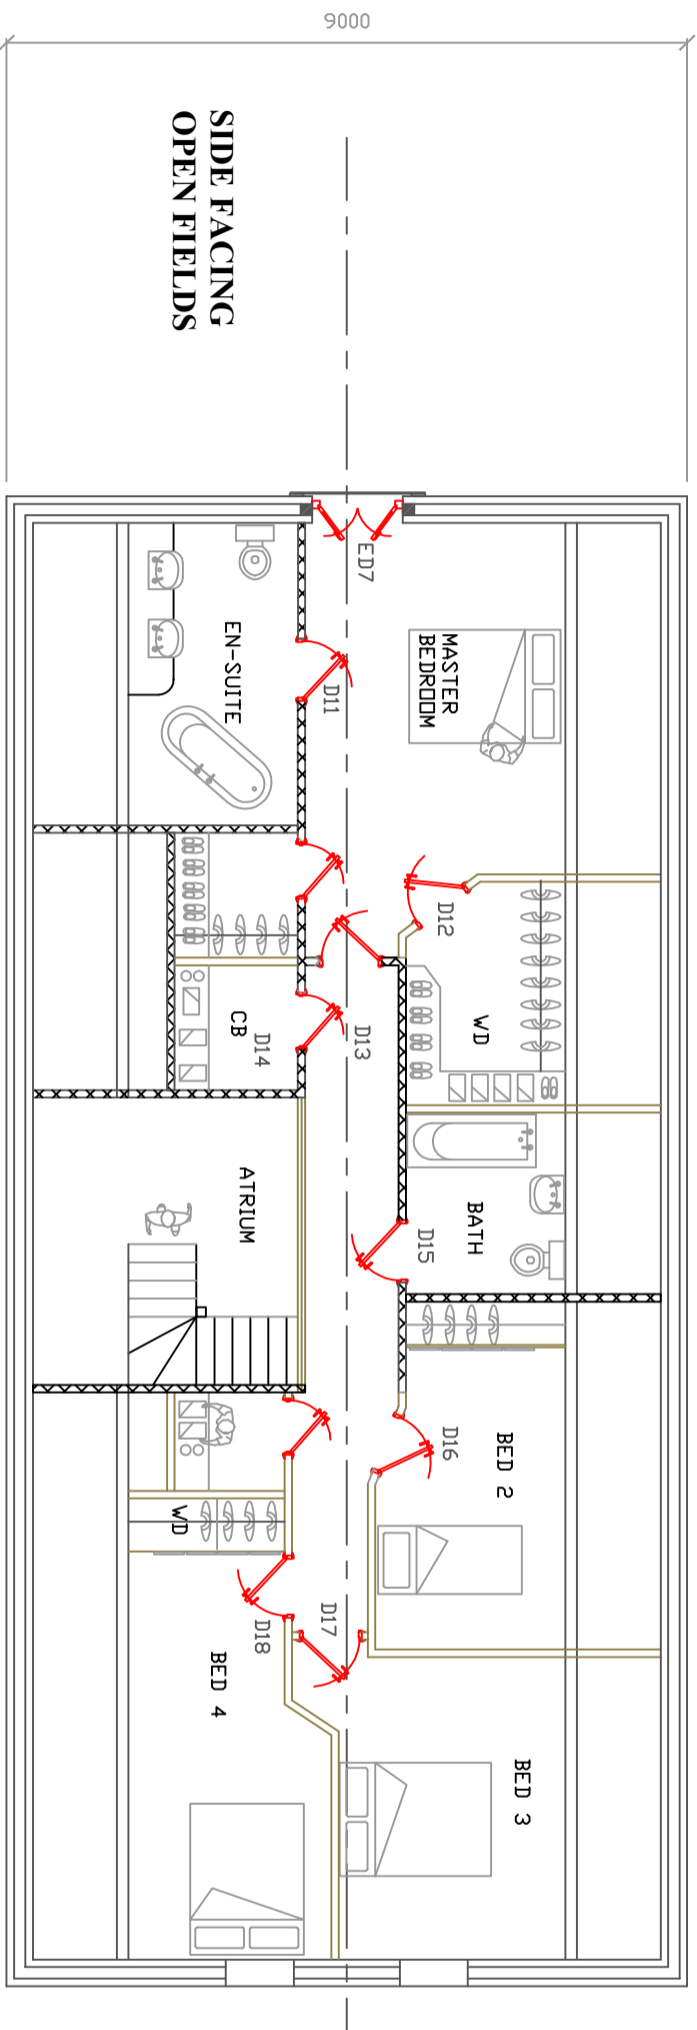 9000
SIDE FACING
OPEN FIELDS
ED7
MASTER
BEDROOM
EN-SUITE
D11
D12
WD
D13
D14
CB
ATRIUM
BATH
D15
D16
BED 2
WD
D17
D18
BED 4
BED 3